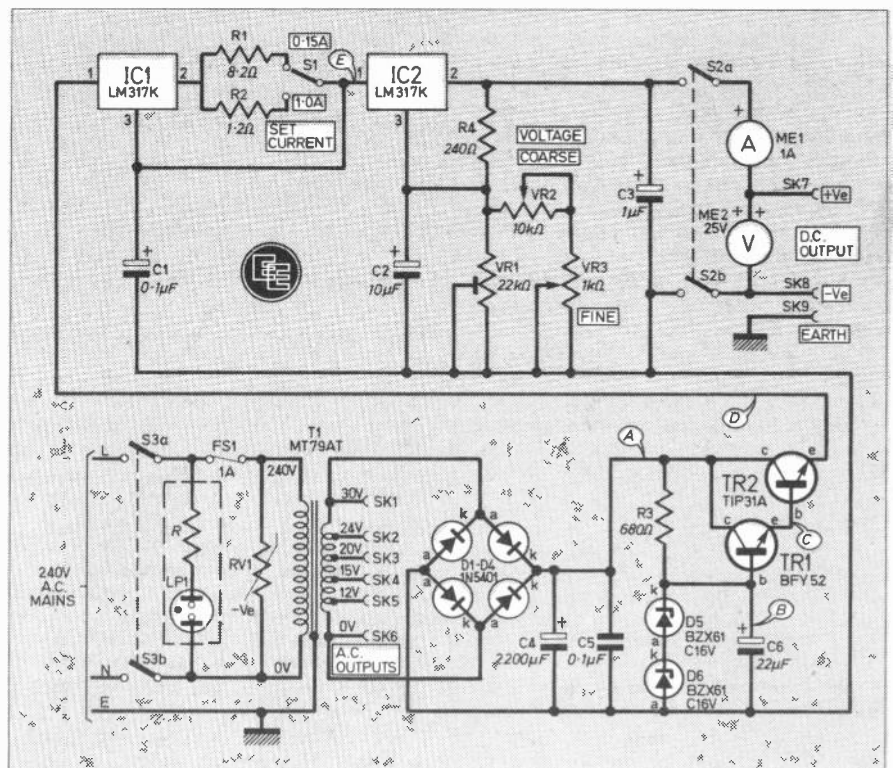 R1
0·15A
E
1
IC1
LM317K
2
8·2Ω
S1
1
IC2
LM317K
2
S2a
R2
1·0A
3
1·2Ω
SET
CURRENT
3
R4
240Ω
VOLTAGE
COARSE
+
A
ME1
1A
VR2
10kΩ
C3
1μF
+
SK7
+Ve
ME2
25V
+
+
V
D.C.
OUTPUT
+
C1
0·1μF
EE
+
C2
10μF
VR1
22kΩ
VR3
1kΩ
FINE
S2b
SK8
-Ve
SK9
EARTH
D
L
S3a
FS1
1A
T1
MT79AT
240V
30V
SK1
A
c
e
TR2
TIP31A
b
R
24V
SK2
20V
SK3
15V
SK4
12V
SK5
k
a
a
k
D1-D4
1N5401
a
k
k
a
R3
680Ω
c
e
C
TR1
BFY52
b
240V
A.C.
MAINS
LP1
RV1
-Ve
k
D5
BZX61
C16V
a
B
0V
0V
SK6
A.C.
OUTPUTS
N
S3b
E
+
C4
2200μF
C5
0·1μF
k
D6
BZX61
C16V
a
+
C6
22μF